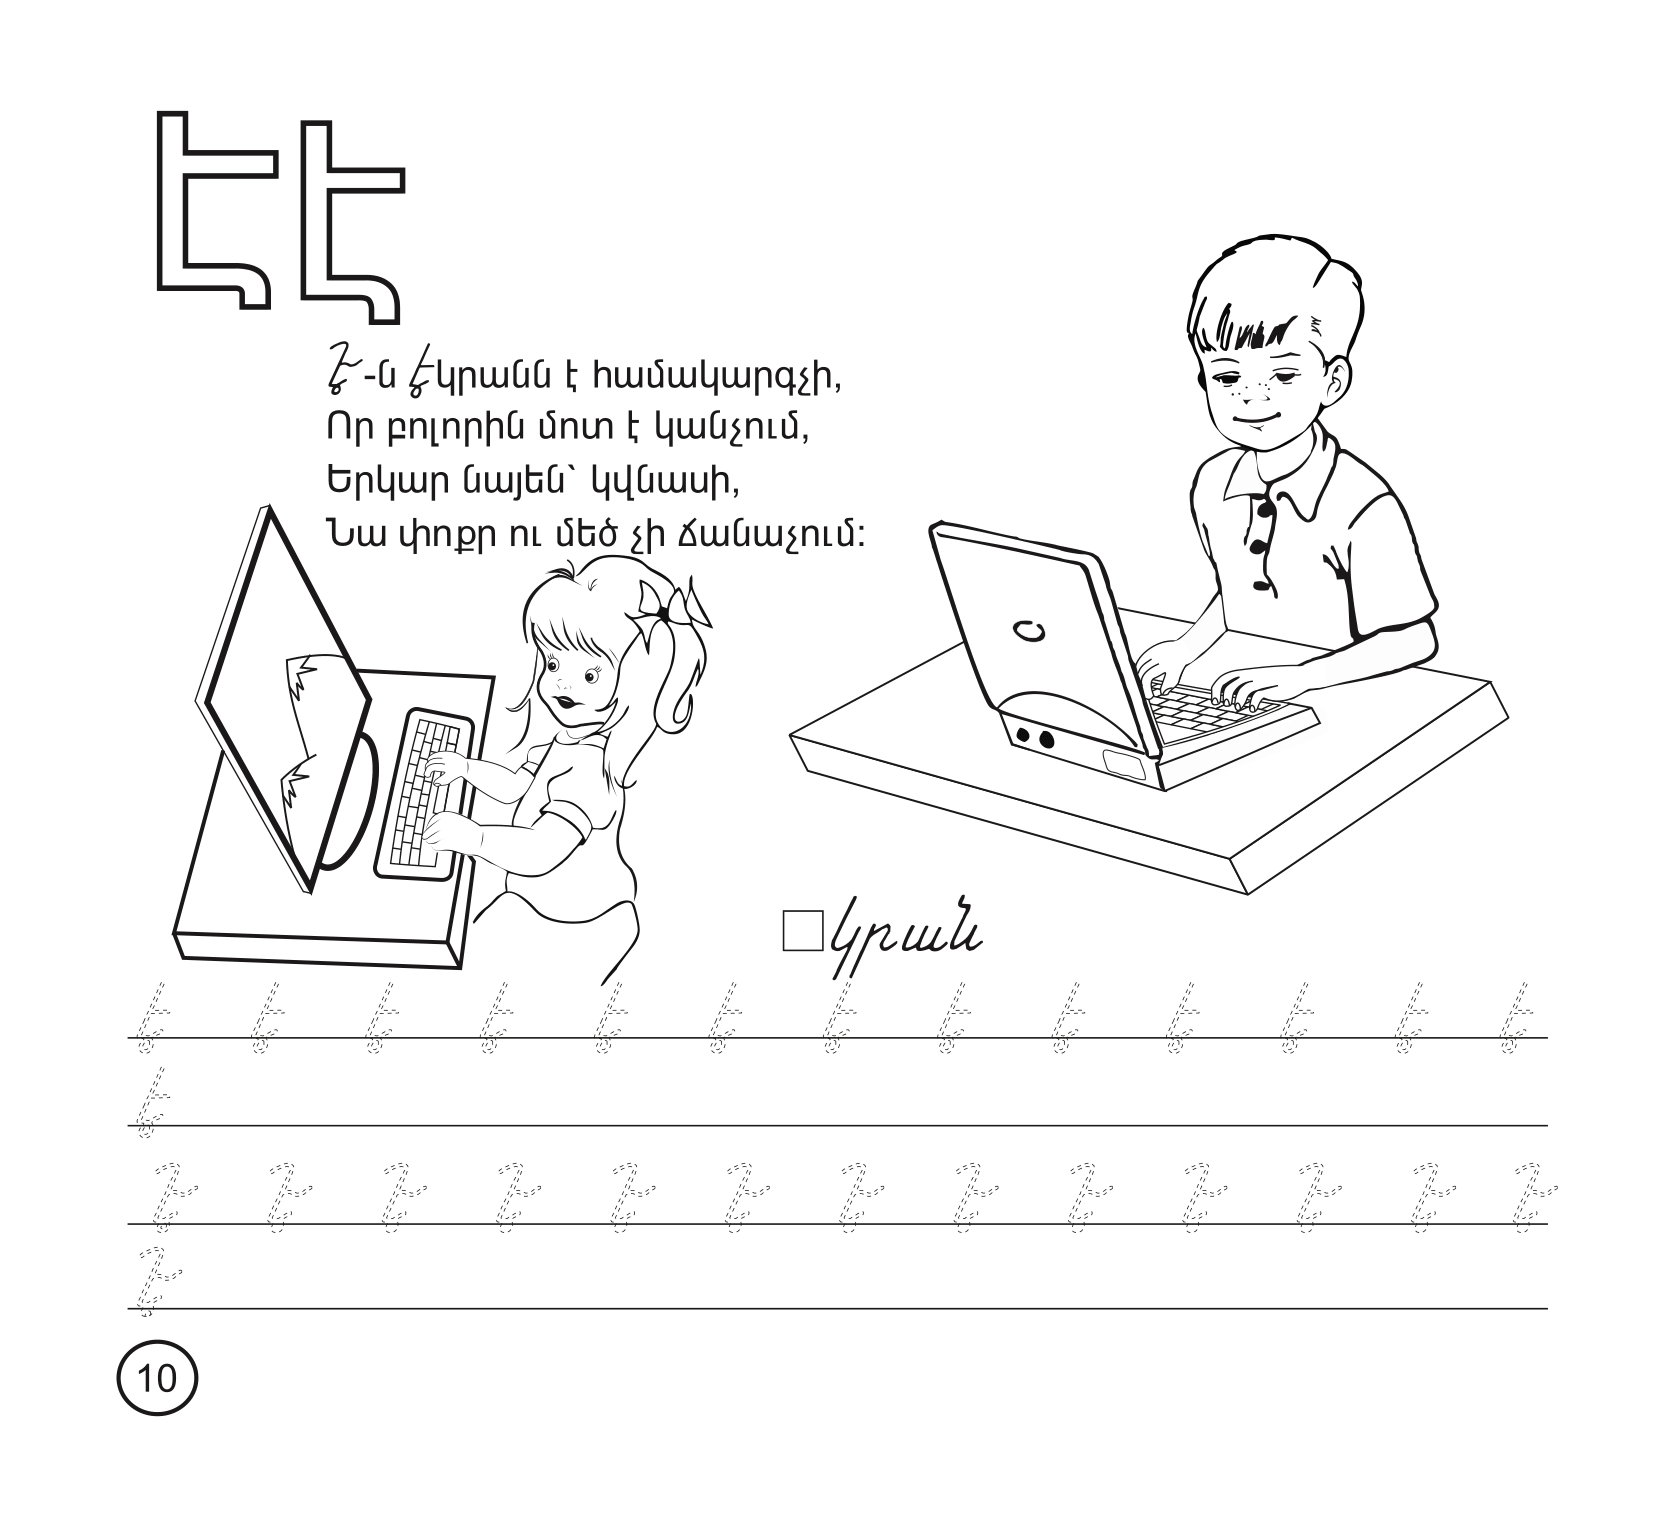 Էէ
Է-ն էկրանն է համակարգչի,
Որ բոլորին մոտ է կանչում,
Երկար նայեն՝ կվնասի,
Նա փոքր ու մեծ չի ճանաչում:
□կրան
է է է է է է է է է է է է է
է
Է Է Է Է Է Է Է Է Է Է Է Է Է
Է
10